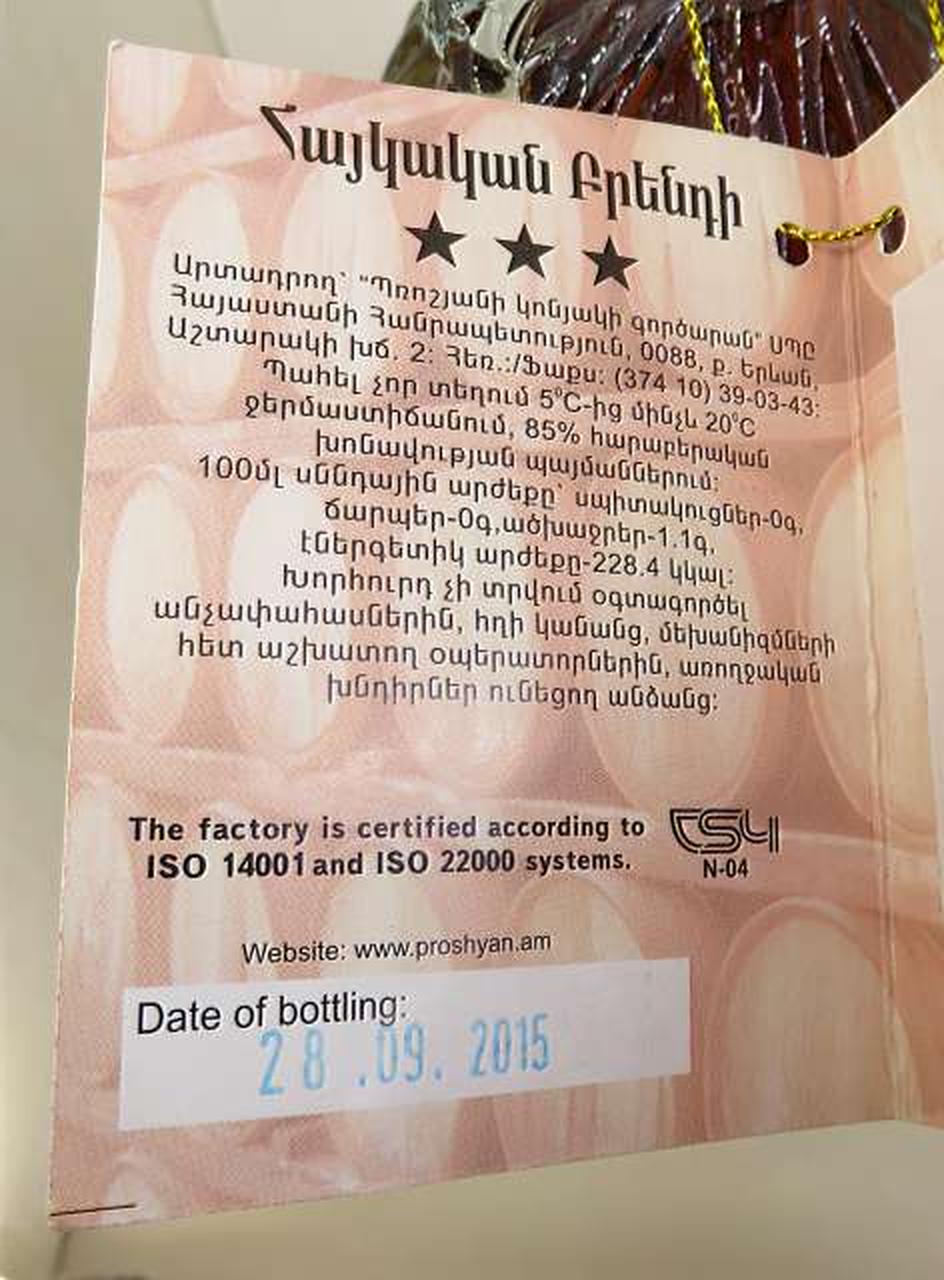 Հայկական Բրենդի
★ ★ ★
Արտադրող՝ "Պռոշյանի կոնյակի գործարան" ՍՊԸ
Հայաստանի Հանրապետություն, 0088, ք. Երևան,
Աշտարակի խճ. 2: Հեռ.:/Ֆաքս: (374 10) 39-03-43:
Պահել չոր տեղում 5°C-ից մինչև 20°C
ջերմաստիճանում, 85% հարաբերական
խոնավության պայմաններում:
100մլ սննդային արժեքը՝ սպիտակուցներ-0գ,
ճարպեր-0գ,ածխաջրեր-1.1գ,
էներգետիկ արժեքը-228.4 կկալ:
Խորհուրդ չի տրվում օգտագործել
անչափահասներին, հղի կանանց, մեխանիզմների
հետ աշխատող օպերատորներին, առողջական
խնդիրներ ունեցող անձանց:
The factory is certified according to
ISO 14001 and ISO 22000 systems.
N-04
Website: www.proshyan.am
Date of bottling:
28.09.2015